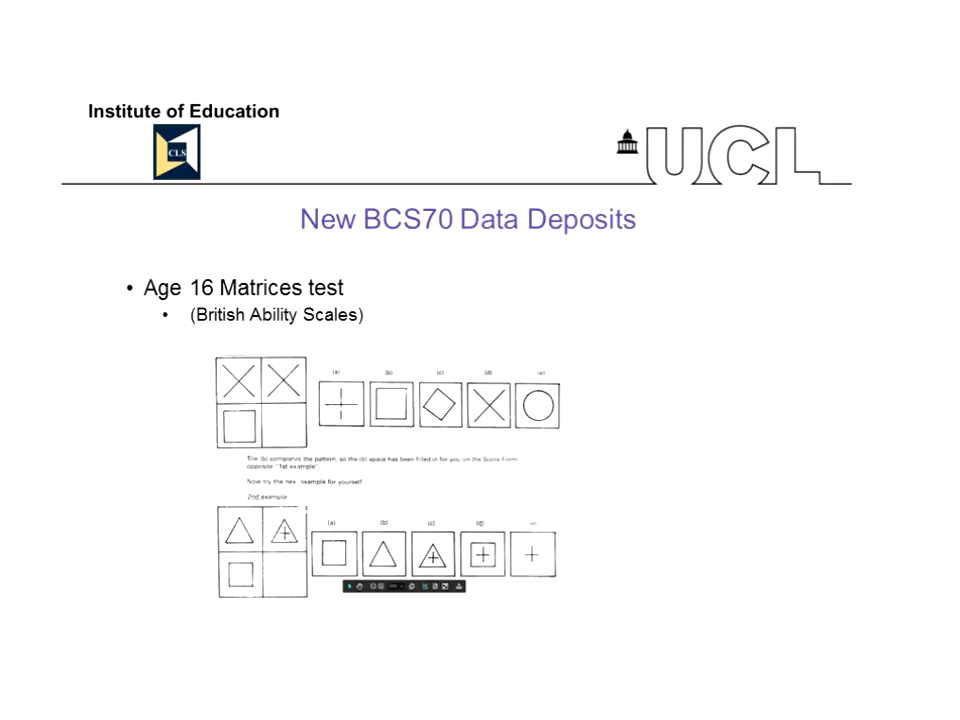 Institute of Education
CLS
UCL
New BCS70 Data Deposits
• Age 16 Matrices test
• (British Ability Scales)
(a) (b) (c) (d) (e)
Tile (b) completes the pattern, so the (b) space has been filled in for you on the Score Form
opposite "1st example".
Now try the next example for yourself.
2nd example
(a) (b) (c) (d)